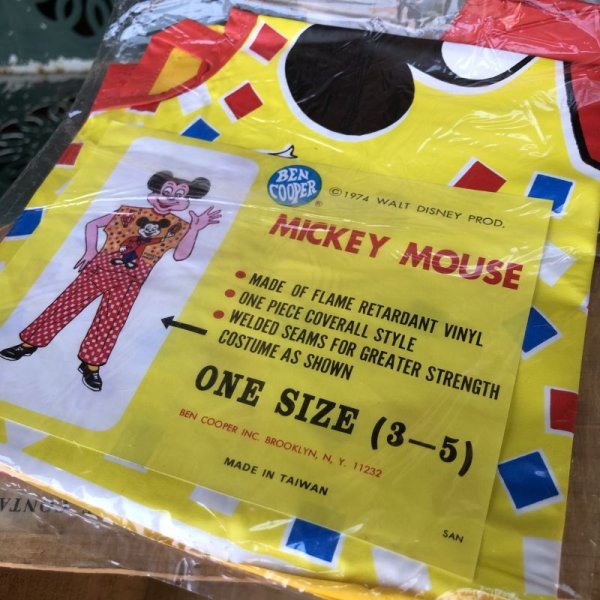 BEN
COOPER
®
©1974 WALT DISNEY PROD.
MICKEY MOUSE
• MADE OF FLAME RETARDANT VINYL
• ONE PIECE COVERALL STYLE
• WELDED SEAMS FOR GREATER STRENGTH
COSTUME AS SHOWN
ONE SIZE (3—5)
BEN COOPER INC. BROOKLYN, N. Y. 11232
MADE IN TAIWAN
SAN